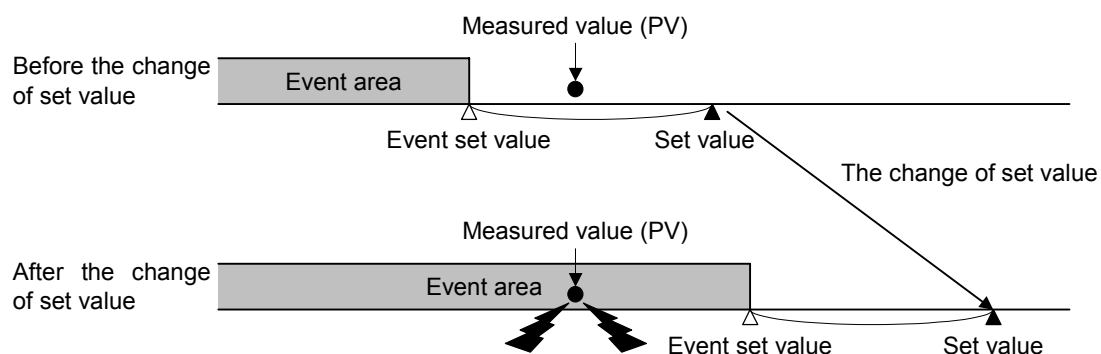 Measured value (PV)
Before the change
of set value
Event area
Event set value
Set value
The change of set value
Measured value (PV)
After the change
of set value
Event area
Event set value
Set value